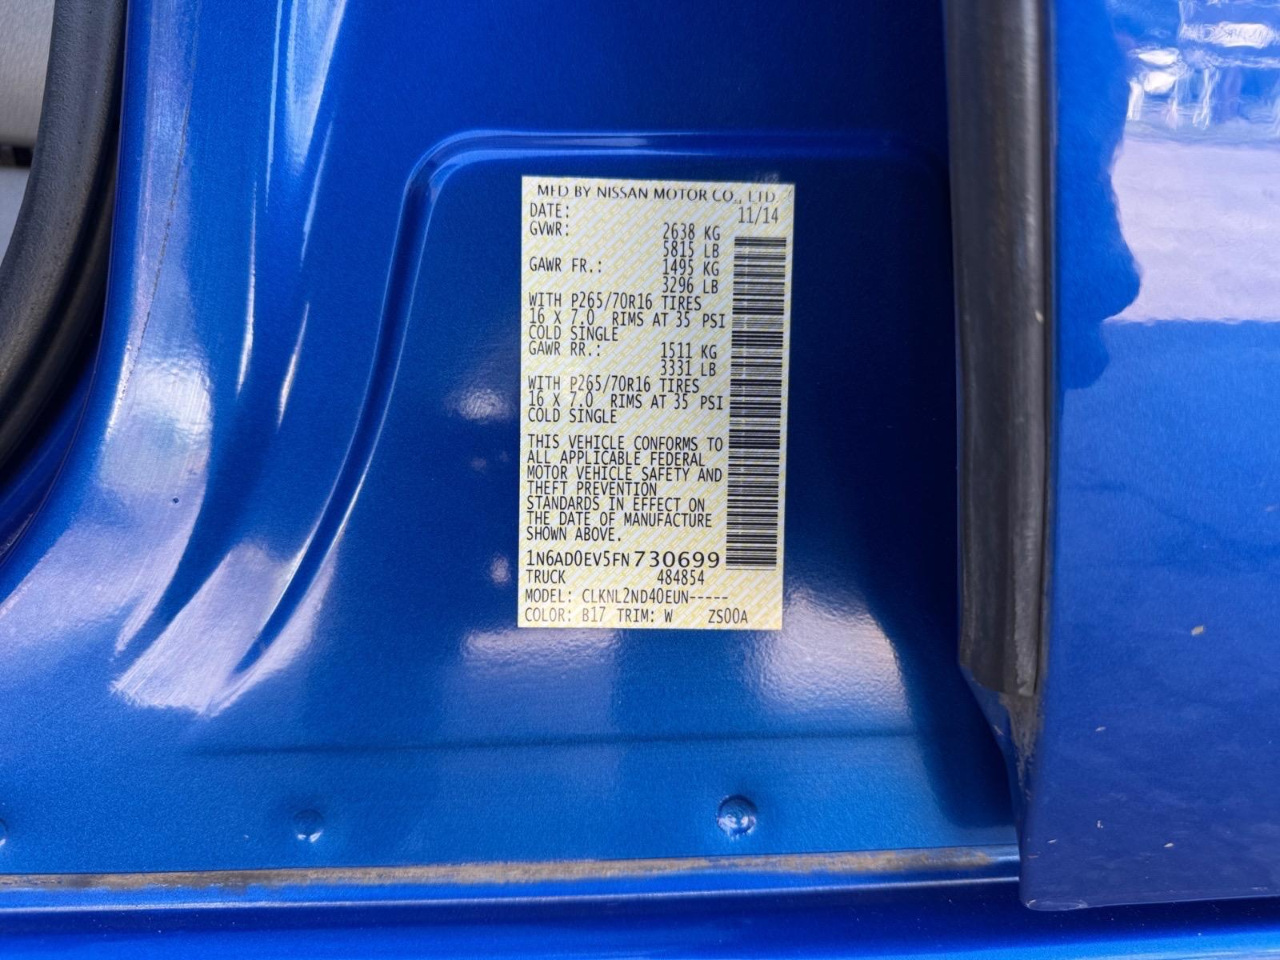 MFD BY NISSAN MOTOR CO., LTD.
DATE: 11/14
GVWR: 2638 KG
5815 LB
GAWR FR.: 1495 KG
3296 LB
WITH P265/70R16 TIRES
16 X 7.0 RIMS AT 35 PSI
COLD SINGLE
GAWR RR.: 1511 KG
3331 LB
WITH P265/70R16 TIRES
16 X 7.0 RIMS AT 35 PSI
COLD SINGLE
THIS VEHICLE CONFORMS TO
ALL APPLICABLE FEDERAL
MOTOR VEHICLE SAFETY AND
THEFT PREVENTION
STANDARDS IN EFFECT ON
THE DATE OF MANUFACTURE
SHOWN ABOVE.
1N6AD0EV5FN730699
TRUCK 484854
MODEL: CLKNL2ND40EUN-----
COLOR: B17 TRIM: W ZS00A